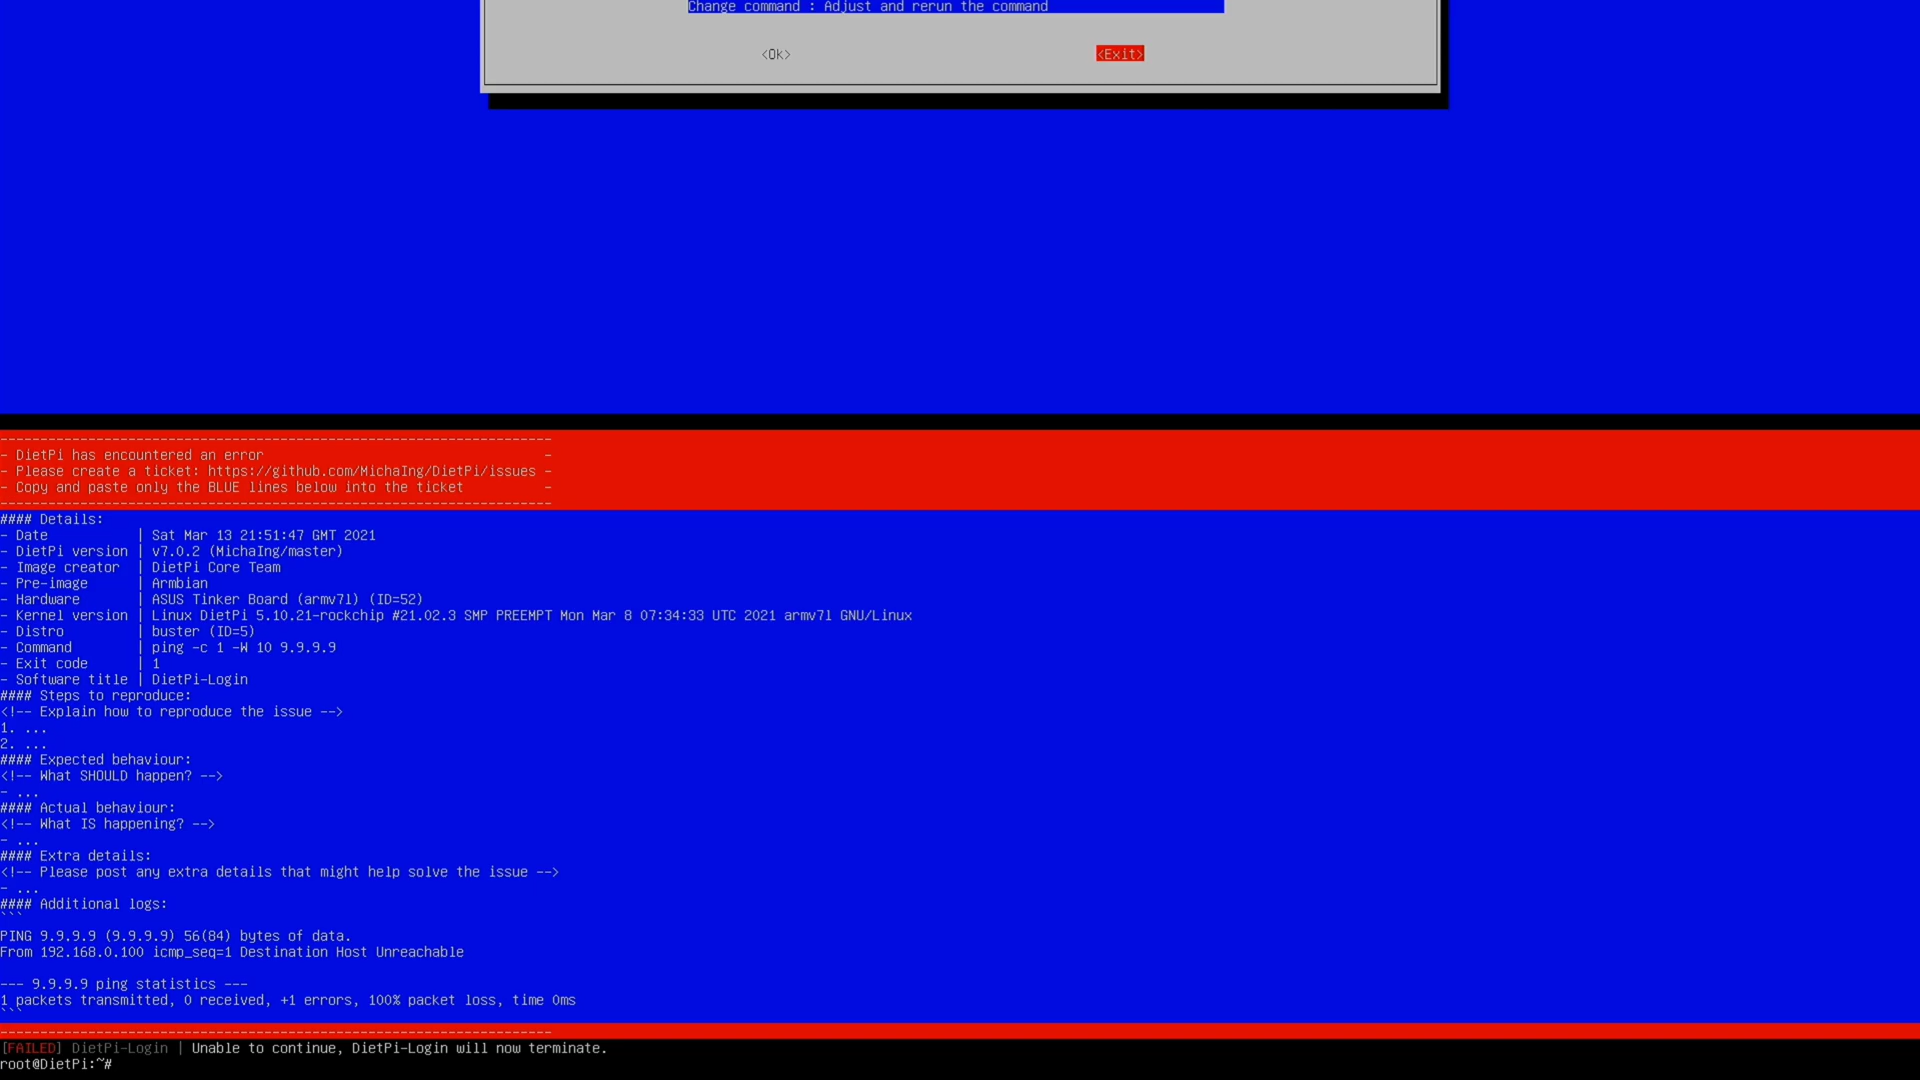 Change command : Adjust and rerun the command
<Ok> <Exit>
---------------------------------------------------------------------
- DietPi has encountered an error -
- Please create a ticket: https://github.com/MichaIng/DietPi/issues -
- Copy and paste only the BLUE lines below into the ticket -
---------------------------------------------------------------------
#### Details:
- Date | Sat Mar 13 21:51:47 GMT 2021
- DietPi version | v7.0.2 (MichaIng/master)
- Image creator | DietPi Core Team
- Pre-image | Armbian
- Hardware | ASUS Tinker Board (armv7l) (ID=52)
- Kernel version | Linux DietPi 5.10.21-rockchip #21.02.3 SMP PREEMPT Mon Mar 8 07:34:33 UTC 2021 armv7l GNU/Linux
- Distro | buster (ID=5)
- Command | ping -c 1 -W 10 9.9.9.9
- Exit code | 1
- Software title | DietPi-Login
#### Steps to reproduce:
<!-- Explain how to reproduce the issue -->
1. ...
2. ...
#### Expected behaviour:
<!-- What SHOULD happen? -->
- ...
#### Actual behaviour:
<!-- What IS happening? -->
- ...
#### Extra details:
<!-- Please post any extra details that might help solve the issue -->
- ...
#### Additional logs:
```
PING 9.9.9.9 (9.9.9.9) 56(84) bytes of data.
From 192.168.0.100 icmp_seq=1 Destination Host Unreachable
--- 9.9.9.9 ping statistics ---
1 packets transmitted, 0 received, +1 errors, 100% packet loss, time 0ms
```
---------------------------------------------------------------------
[FAILED] DietPi-Login | Unable to continue, DietPi-Login will now terminate.
root@DietPi:~#